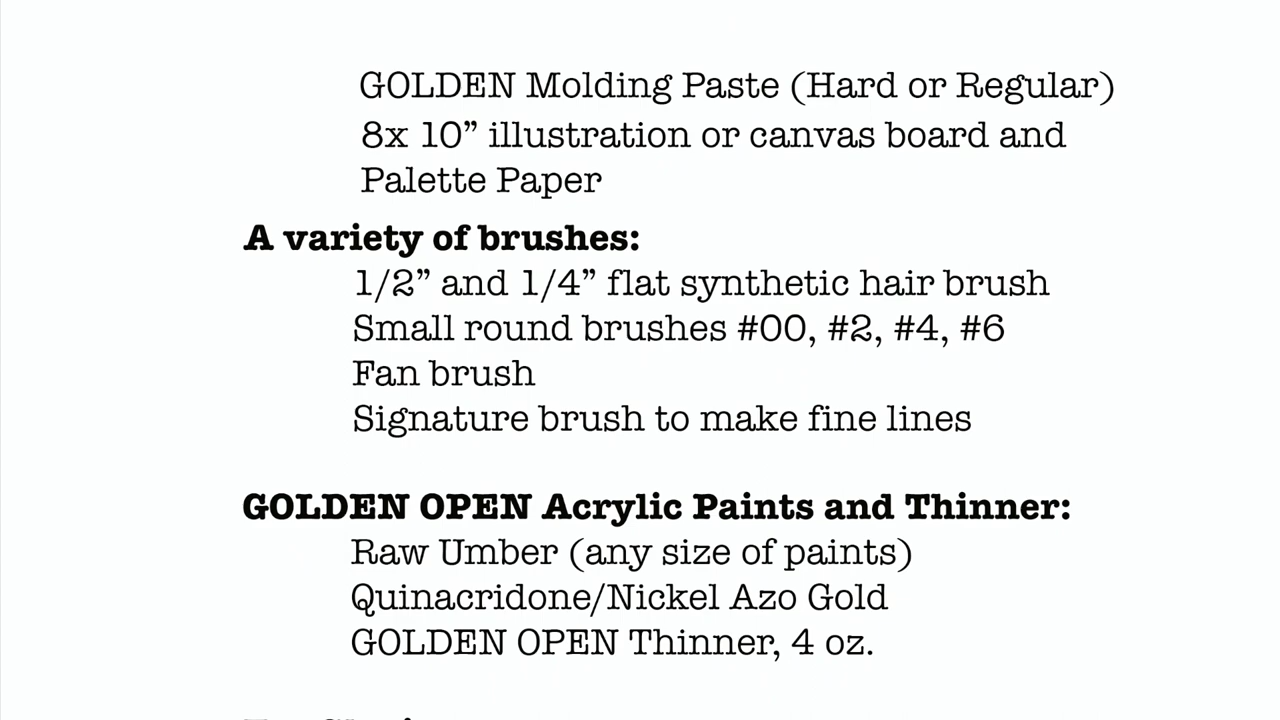 GOLDEN Molding Paste (Hard or Regular)
8x 10” illustration or canvas board and
Palette Paper
A variety of brushes:
1/2” and 1/4” flat synthetic hair brush
Small round brushes #00, #2, #4, #6
Fan brush
Signature brush to make fine lines
GOLDEN OPEN Acrylic Paints and Thinner:
Raw Umber (any size of paints)
Quinacridone/Nickel Azo Gold
GOLDEN OPEN Thinner, 4 oz.